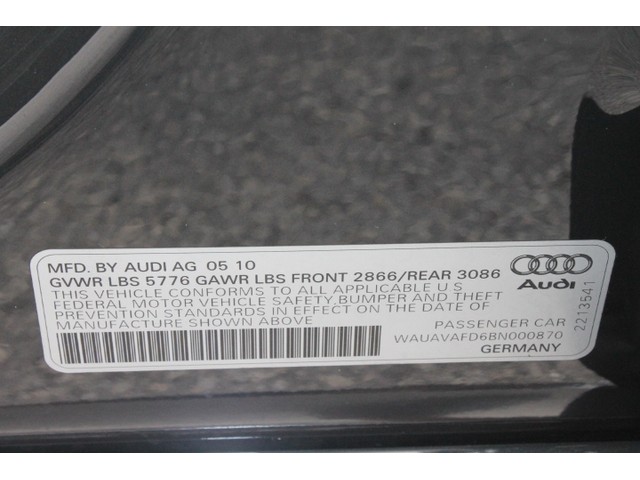 MFD. BY AUDI AG 05 10
GVWR LBS 5776 GAWR LBS FRONT 2866/REAR 3086
THIS VEHICLE CONFORMS TO ALL APPLICABLE U S
FEDERAL MOTOR VEHICLE SAFETY, BUMPER AND THEFT
PREVENTION STANDARDS IN EFFECT ON THE DATE OF
MANUFACTURE SHOWN ABOVE
PASSENGER CAR
WAUAVAFD6BN000870
GERMANY
Audi
2213541